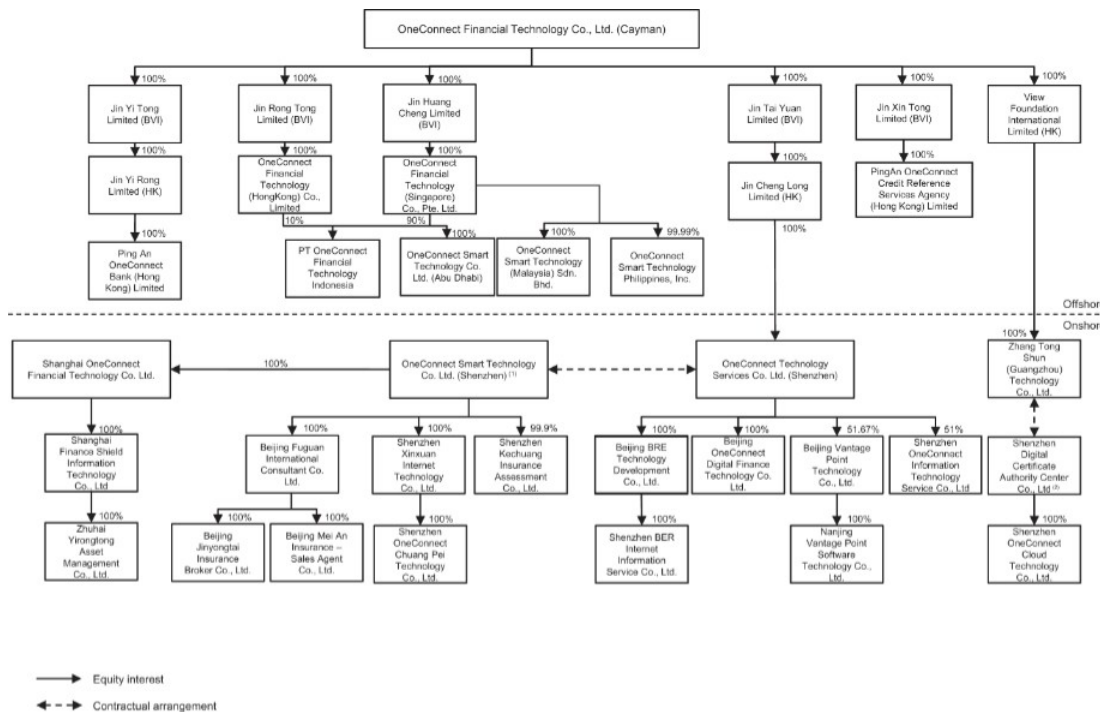 OneConnect Financial Technology Co., Ltd. (Cayman)
100%
100%
100%
100%
100%
100%
Jin Yi Tong
Limited (BVI)
Jin Rong Tong
Limited (BVI)
Jin Huang
Cheng Limited
(BVI)
Jin Tai Yuan
Limited (BVI)
Jin Xin Tong
Limited (BVI)
View
Foundation
International
Limited (HK)
100%
100%
100%
100%
100%
Jin Yi Rong
Limited (HK)
OneConnect
Financial
Technology
(HongKong) Co.,
Limited
OneConnect
Financial
Technology
(Singapore)
Co., Pte. Ltd.
Jin Cheng Long
Limited (HK)
PingAn OneConnect
Credit Reference
Services Agency
(Hong Kong) Limited
100%
10%
90%
100%
100%
99.99%
100%
Ping An
OneConnect
Bank (Hong
Kong) Limited
PT OneConnect
Financial
Technology
Indonesia
OneConnect Smart
Technology Co.
Ltd. (Abu Dhabi)
OneConnect
Smart Technology
(Malaysia) Sdn.
Bhd.
OneConnect
Smart Technology
Philippines, Inc.
Offshor
Onshor
100%
Shanghai OneConnect
Financial Technology Co. Ltd.
100%
OneConnect Smart Technology
Co. Ltd. (Shenzhen) (1)
OneConnect Technology
Services Co. Ltd. (Shenzhen)
Zhang Tong
Shun
(Guangzhou)
Technology
Co., Ltd.
100%
100%
100%
99.9%
100%
100%
51.67%
51%
Shanghai
Finance Shield
Information
Technology
Co., Ltd
Beijing Fuguan
International
Consultant Co.
Ltd.
Shenzhen
Xinxuan
Internet
Technology
Co., Ltd.
Shenzhen
Kechuang
Insurance
Assessment
Co., Ltd.
Beijing BRE
Technology
Development
Co., Ltd.
Beijing
OneConnect
Digital Finance
Technology Co. Ltd.
Beijing Vantage
Point
Technology
Co., Ltd.
Shenzhen
OneConnect
Information
Technology
Service Co., Ltd
Shenzhen
Digital
Certificate
Authority Center
Co., Ltd (2)
100%
100%
100%
100%
100%
100%
100%
Zhuhai
Yirongtong
Asset
Management
Co., Ltd.
Beijing
Jinyongtai
Insurance
Broker Co., Ltd.
Beijing Mei An
Insurance –
Sales Agent Co.,
Ltd.
Shenzhen
OneConnect
Chuang Pei
Technology
Co., Ltd.
Shenzhen BER
Internet
Information
Service Co., Ltd.
Nanjing
Vantage Point
Software
Technology Co.,
Ltd.
Shenzhen
OneConnect
Cloud
Technology
Co., Ltd.
Equity interest
Contractual arrangement